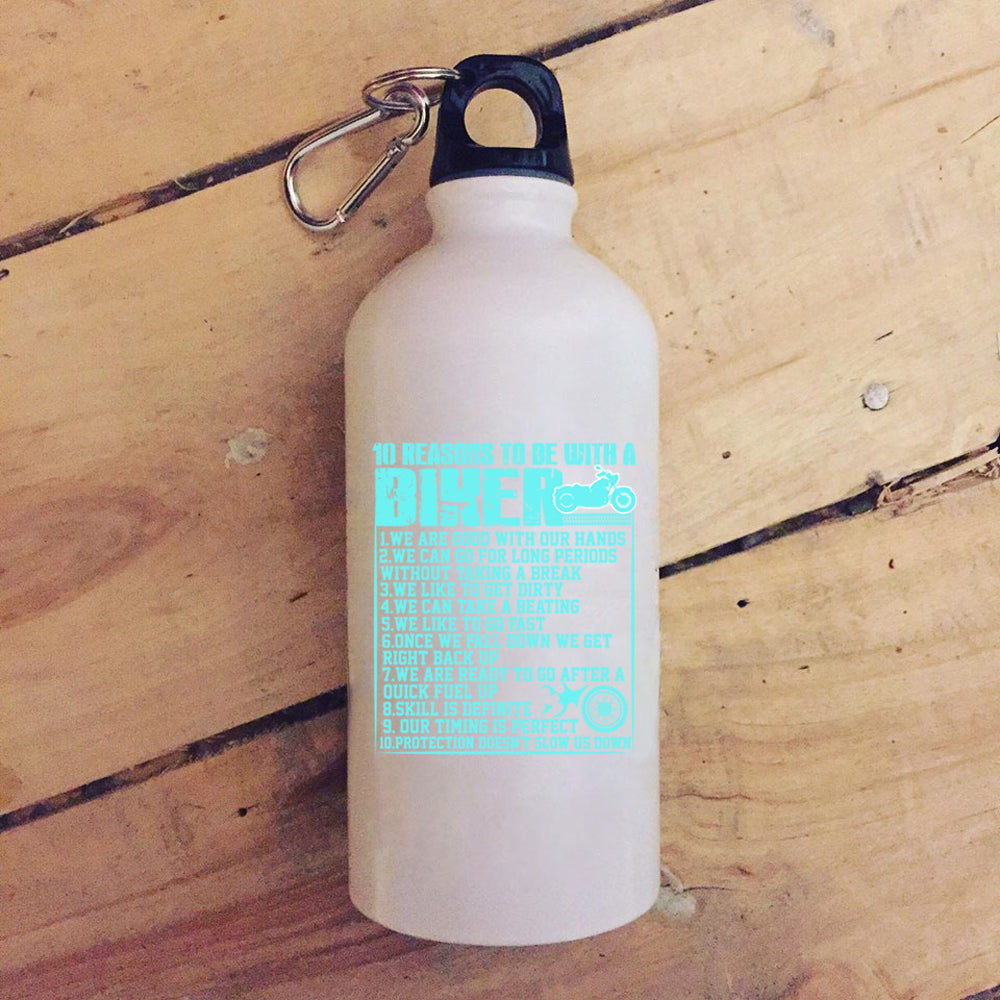 10 REASONS TO BE WITH A
BIKER
1.WE ARE GOOD WITH OUR HANDS
2.WE CAN GO FOR LONG PERIODS
WITHOUT TAKING A BREAK
3.WE LIKE TO GET DIRTY
4.WE CAN TAKE A BEATING
5.WE LIKE TO GO FAST
6.ONCE WE FALL DOWN WE GET
RIGHT BACK UP
7.WE ARE READY TO GO AFTER A
QUICK FUEL UP
8.SKILL IS DEFINITE
9. OUR TIMING IS PERFECT
10.PROTECTION DOESN'T SLOW US DOWN